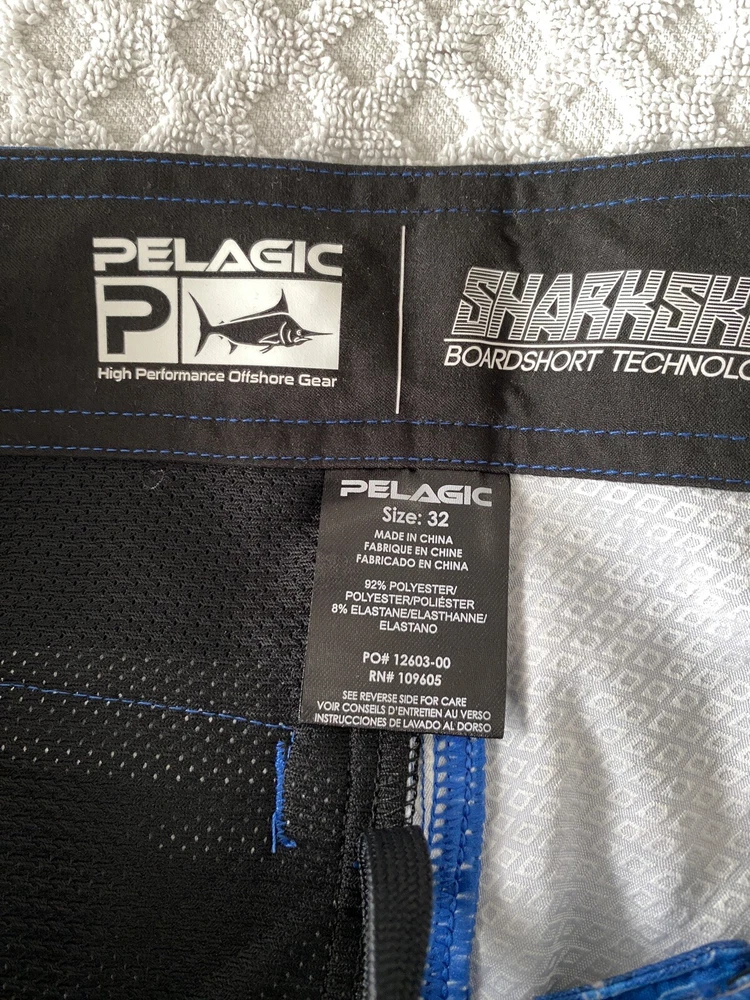 PELAGIC
P
High Performance Offshore Gear
BOARDSHORT
PELAGIC
Size: 32
MADE IN CHINA
FABRIQUE EN CHINE
FABRICADO EN CHINA
92% POLYESTER/
POLYESTER/POLIÉSTER
8% ELASTANE/ELASTHANNE/
ELASTANO
PO# 12603-00
RN# 109605
SEE REVERSE SIDE FOR CARE
VOIR CONSEILS D'ENTRETIEN AU VERSO
INSTRUCCIONES DE LAVADO AL DORSO